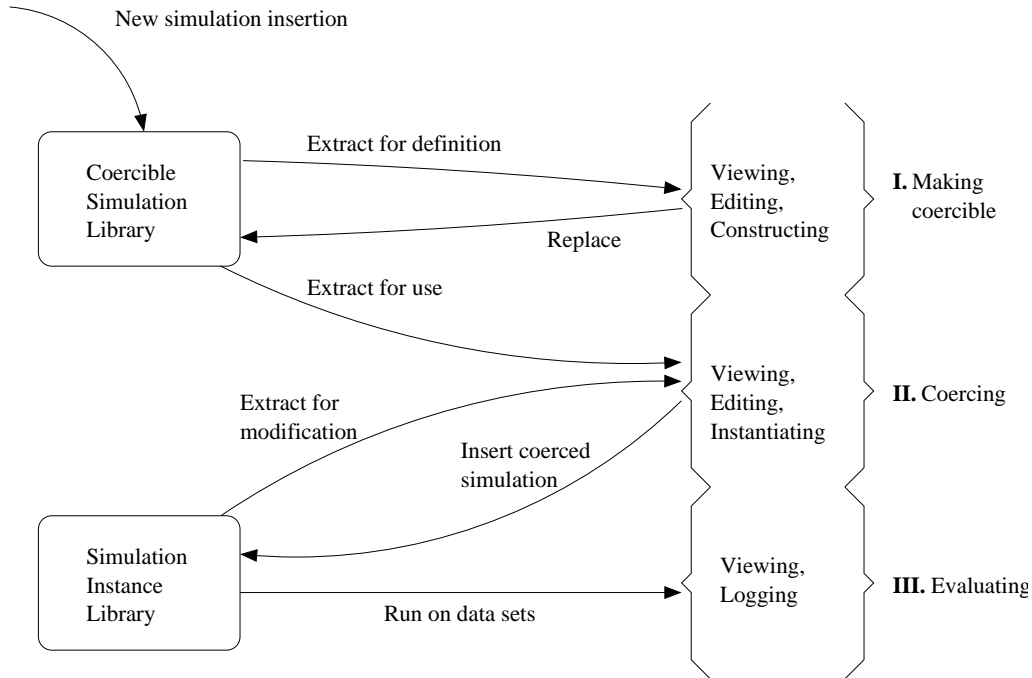 New simulation insertion
Extract for definition
Coercible
Simulation
Library
Viewing,
Editing,
Constructing
I. Making
coercible
Replace
Extract for use
Viewing,
Editing,
Instantiating
II. Coercing
Extract for
modification
Insert coerced
simulation
Simulation
Instance
Library
Viewing,
Logging
III. Evaluating
Run on data sets